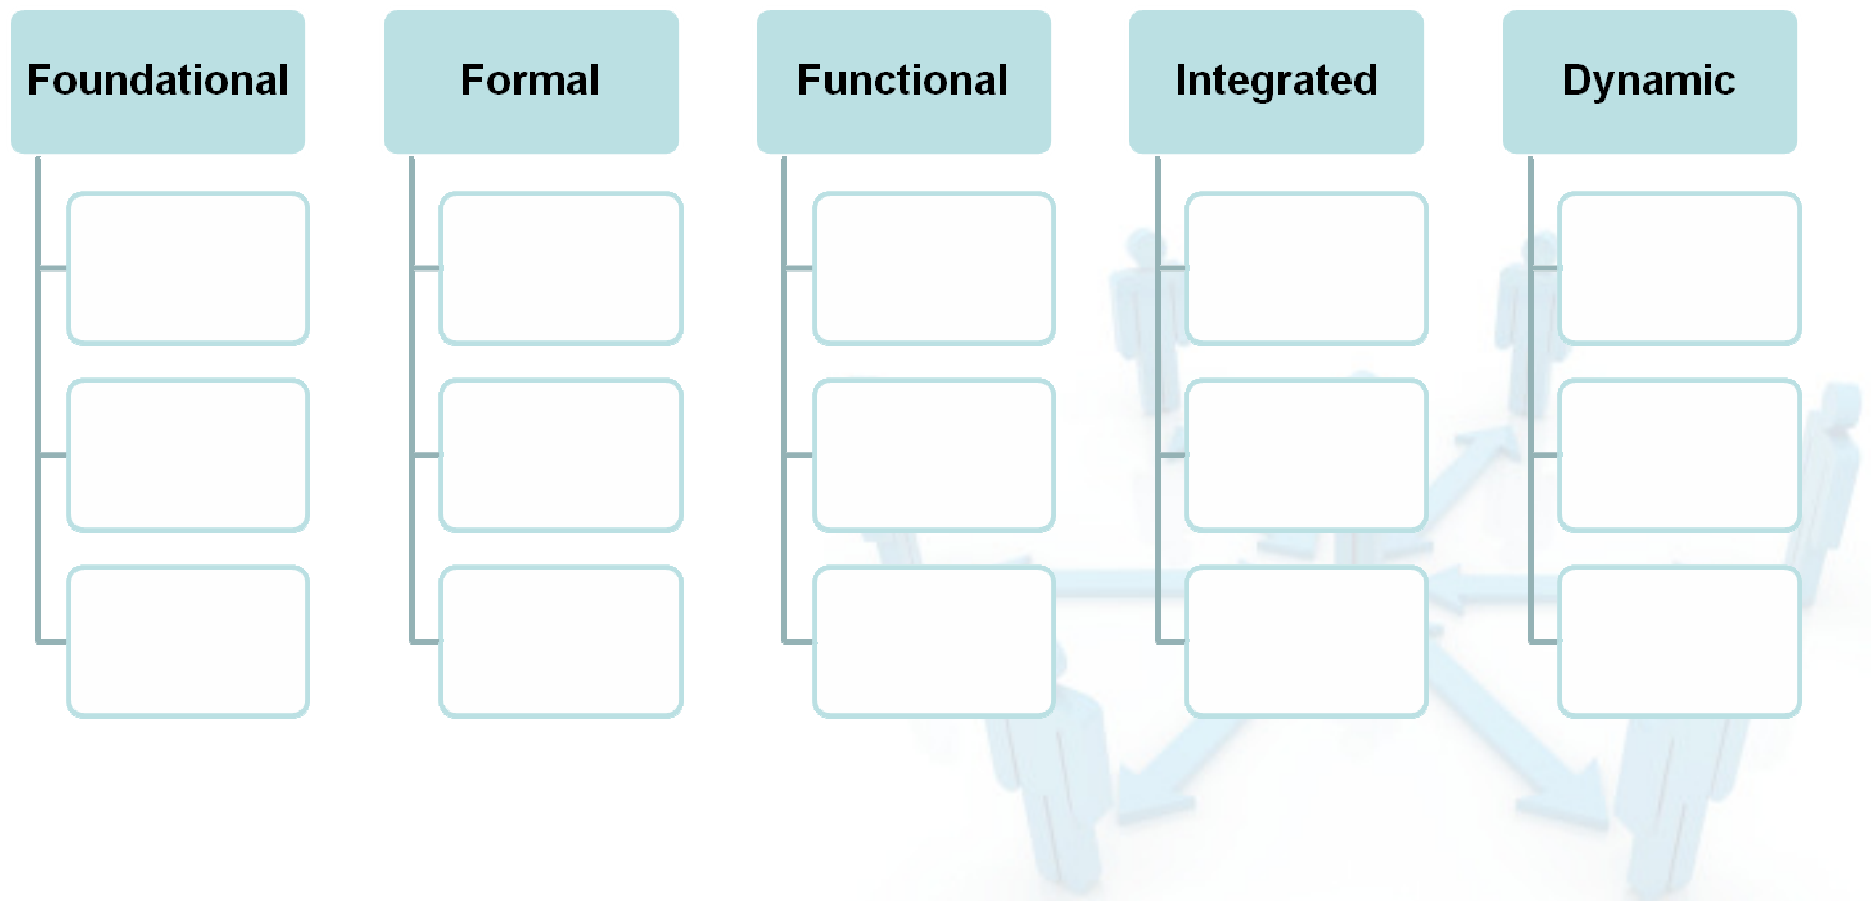 Foundational
Formal
Functional
Integrated
Dynamic